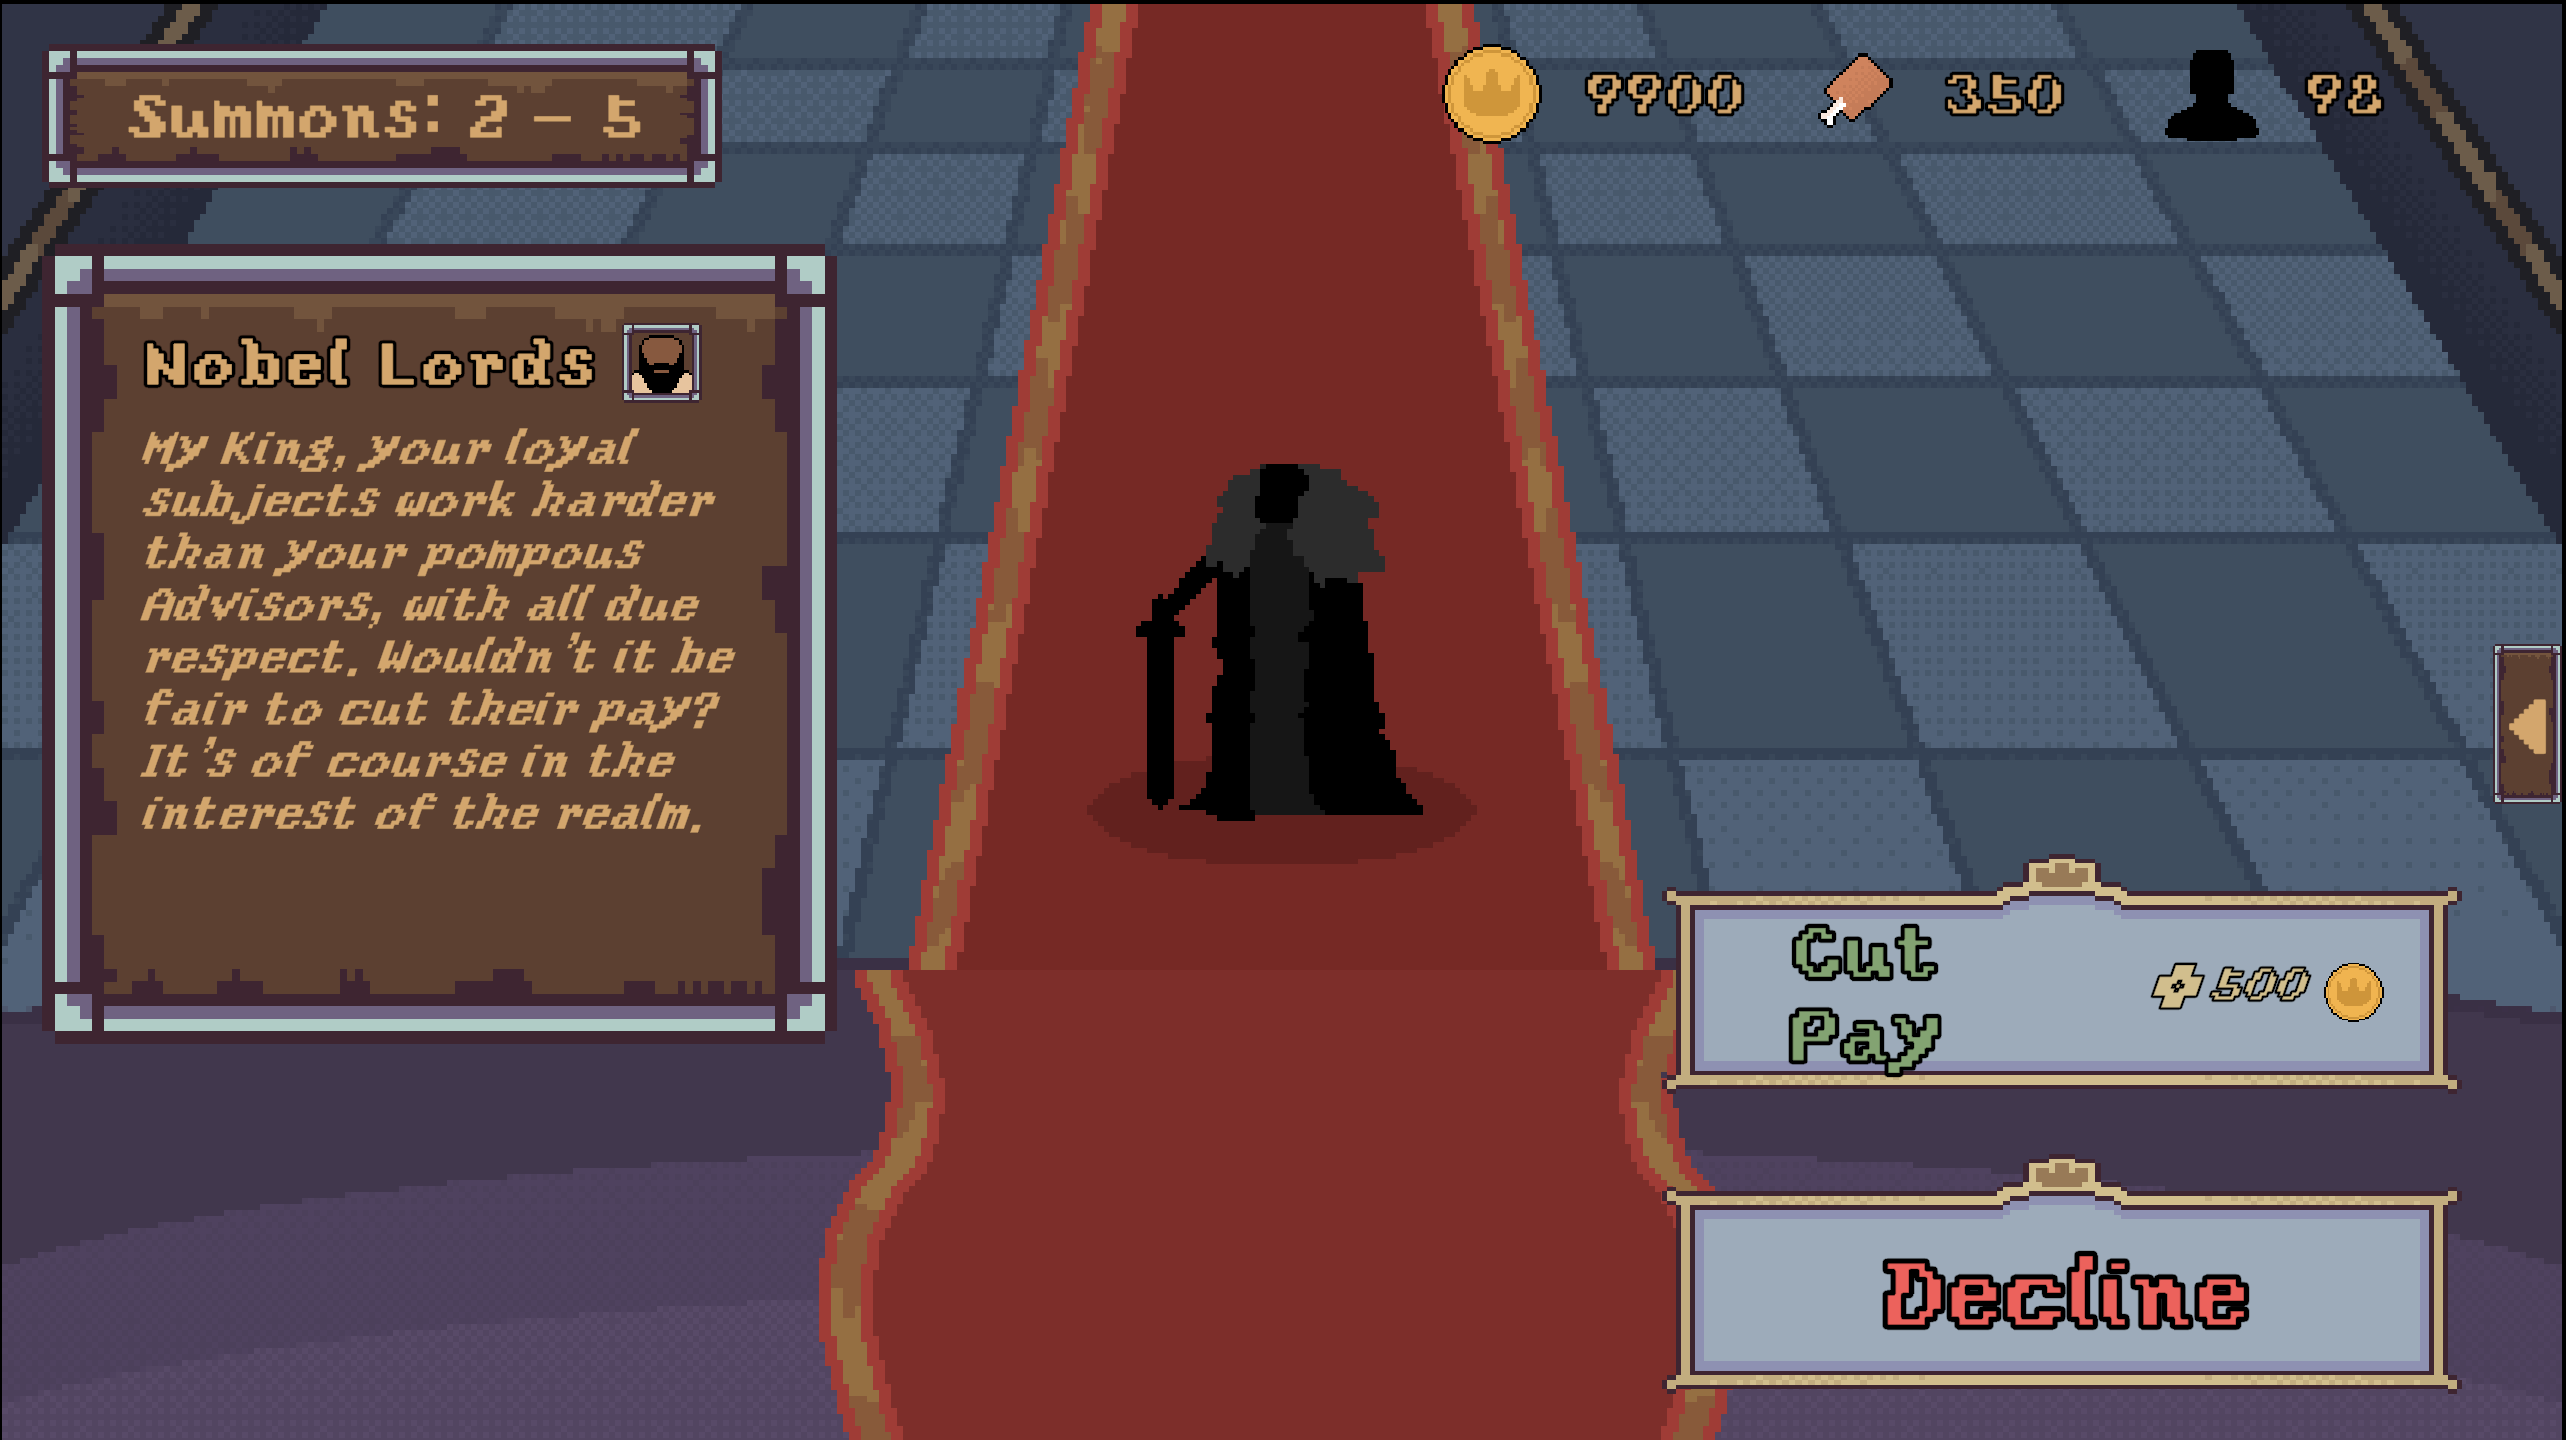 Summons: 2 - 5
9900
350
98
Nobel Lords
My King, your loyal
subjects work harder
than your pompous
Advisors, with all due
respect. Wouldn't it be
fair to cut their pay?
It's of course in the
interest of the realm.
Cut
Pay
+500
Decline